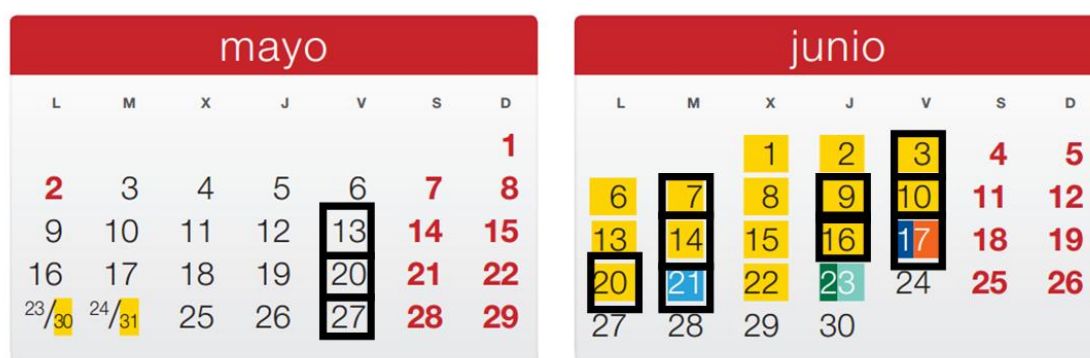 mayo
L M X J V S D
1
2 3 4 5 6 7 8
9 10 11 12 13 14 15
16 17 18 19 20 21 22
23/30 24/31 25 26 27 28 29
junio
L M X J V S D
1 2 3 4 5
6 7 8 9 10 11 12
13 14 15 16 17 18 19
20 21 22 23 24 25 26
27 28 29 30